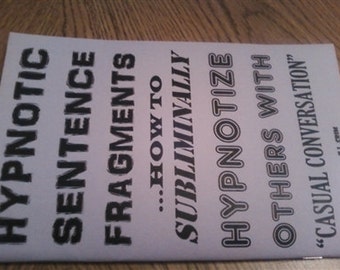 HYPNOTIC
SENTENCE
FRAGMENTS
...HOW TO
SUBLIMINALLY
HYPNOTIZE
OTHERS WITH
"CASUAL CONVERSATION"